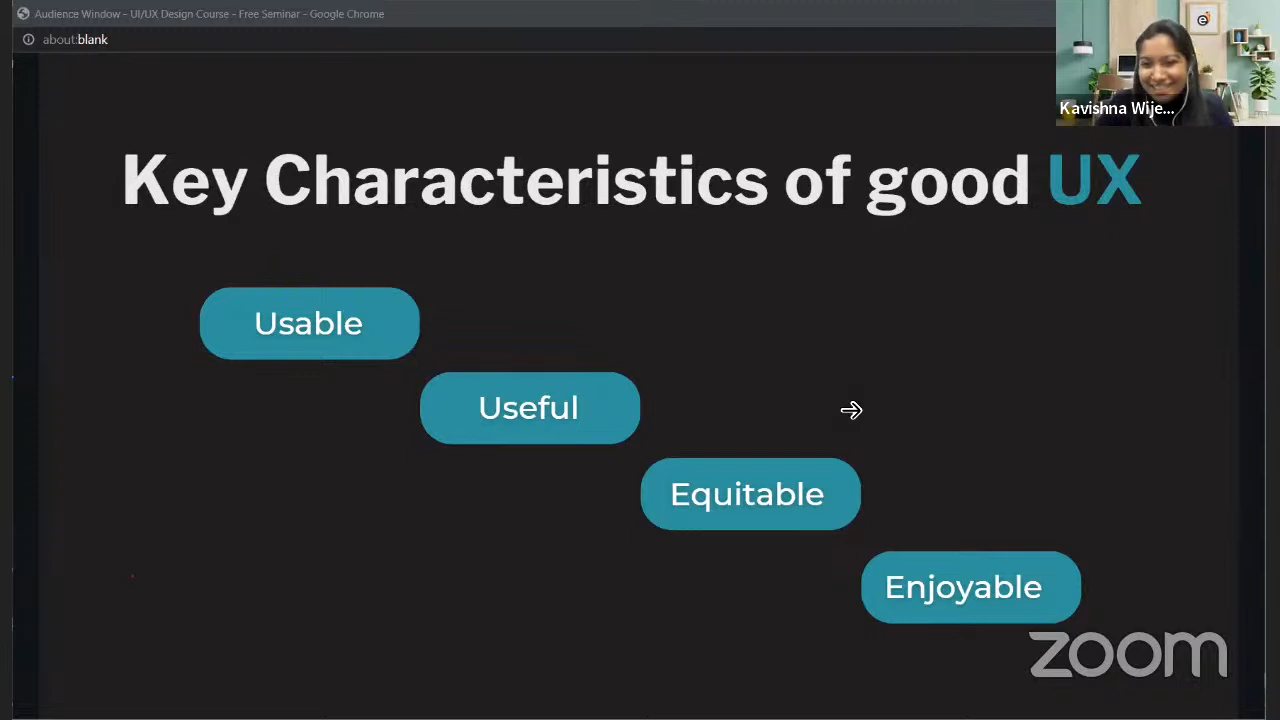 Audience Window - UI/UX Design Course - Free Seminar - Google Chrome
about:blank
Kavishna Wije...
Key Characteristics of good UX
Usable
Useful
Equitable
Enjoyable
zoom